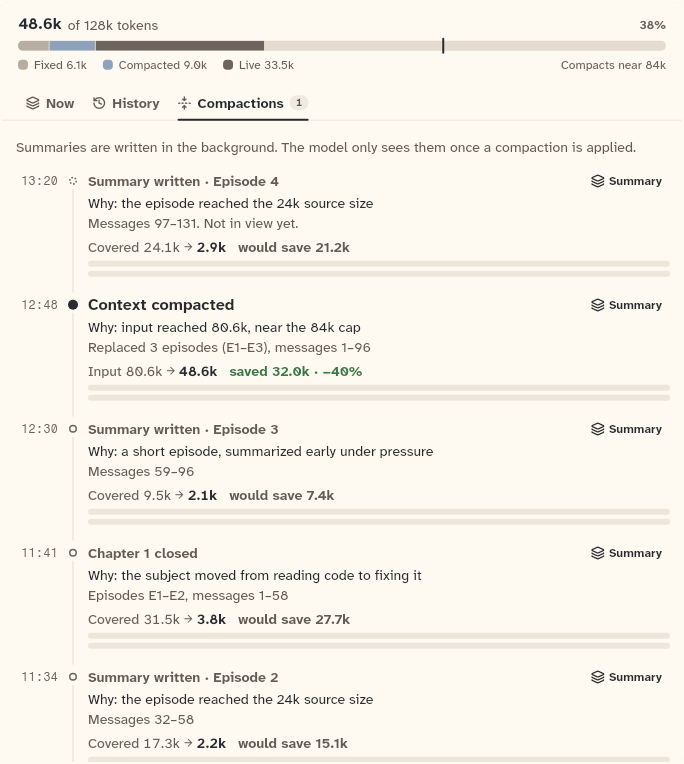 48.6k of 128k tokens 38%
Fixed 6.1k Compacted 9.0k Live 33.5k Compacts near 84k
Now History Compactions 1
Summaries are written in the background. The model only sees them once a compaction is applied.
13:20 Summary written · Episode 4 Summary
Why: the episode reached the 24k source size
Messages 97–131. Not in view yet.
Covered 24.1k → 2.9k would save 21.2k
12:48 Context compacted Summary
Why: input reached 80.6k, near the 84k cap
Replaced 3 episodes (E1–E3), messages 1–96
Input 80.6k → 48.6k saved 32.0k · −40%
12:30 Summary written · Episode 3 Summary
Why: a short episode, summarized early under pressure
Messages 59–96
Covered 9.5k → 2.1k would save 7.4k
11:41 Chapter 1 closed Summary
Why: the subject moved from reading code to fixing it
Episodes E1–E2, messages 1–58
Covered 31.5k → 3.8k would save 27.7k
11:34 Summary written · Episode 2 Summary
Why: the episode reached the 24k source size
Messages 32–58
Covered 17.3k → 2.2k would save 15.1k